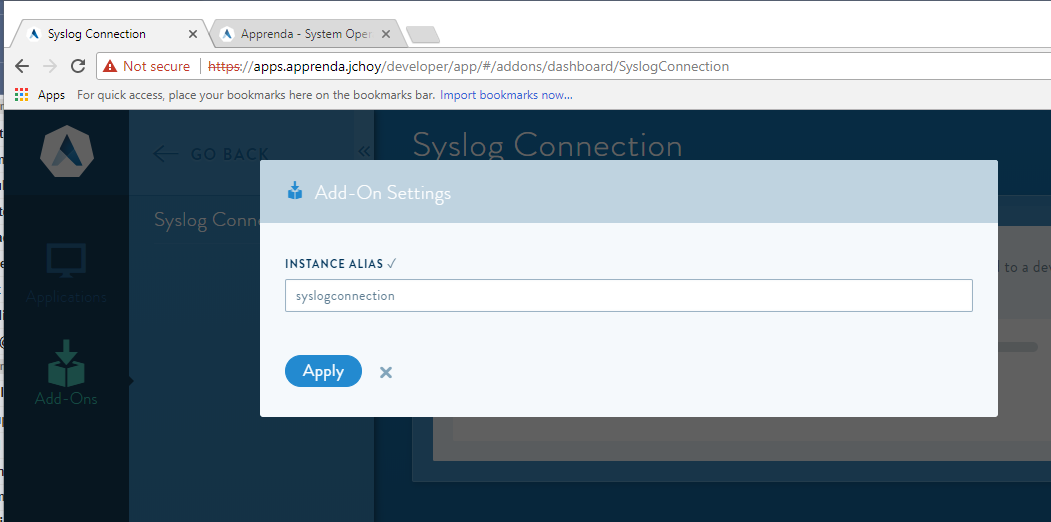 Syslog Connection
Apprenda - System Oper
Not secure https://apps.apprenda.jchoy/developer/app/#/addons/dashboard/SyslogConnection
Apps For quick access, place your bookmarks here on the bookmarks bar. Import bookmarks now...
GO BACK
Syslog Connection
Add-On Settings
Syslog Conn
INSTANCE ALIAS
to a dev
syslogconnection
Applications
Apply
Add-Ons